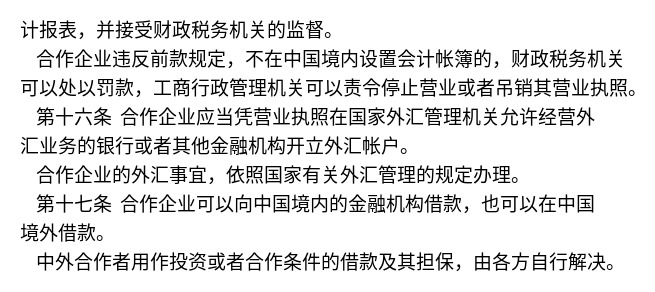 计报表，并接受财政税务机关的监督。
合作企业违反前款规定，不在中国境内设置会计帐簿的，财政税务机关
可以处以罚款，工商行政管理机关可以责令停止营业或者吊销其营业执照。
第十六条 合作企业应当凭营业执照在国家外汇管理机关允许经营外
汇业务的银行或者其他金融机构开立外汇帐户。
合作企业的外汇事宜，依照国家有关外汇管理的规定办理。
第十七条 合作企业可以向中国境内的金融机构借款，也可以在中国
境外借款。
中外合作者用作投资或者合作条件的借款及其担保，由各方自行解决。